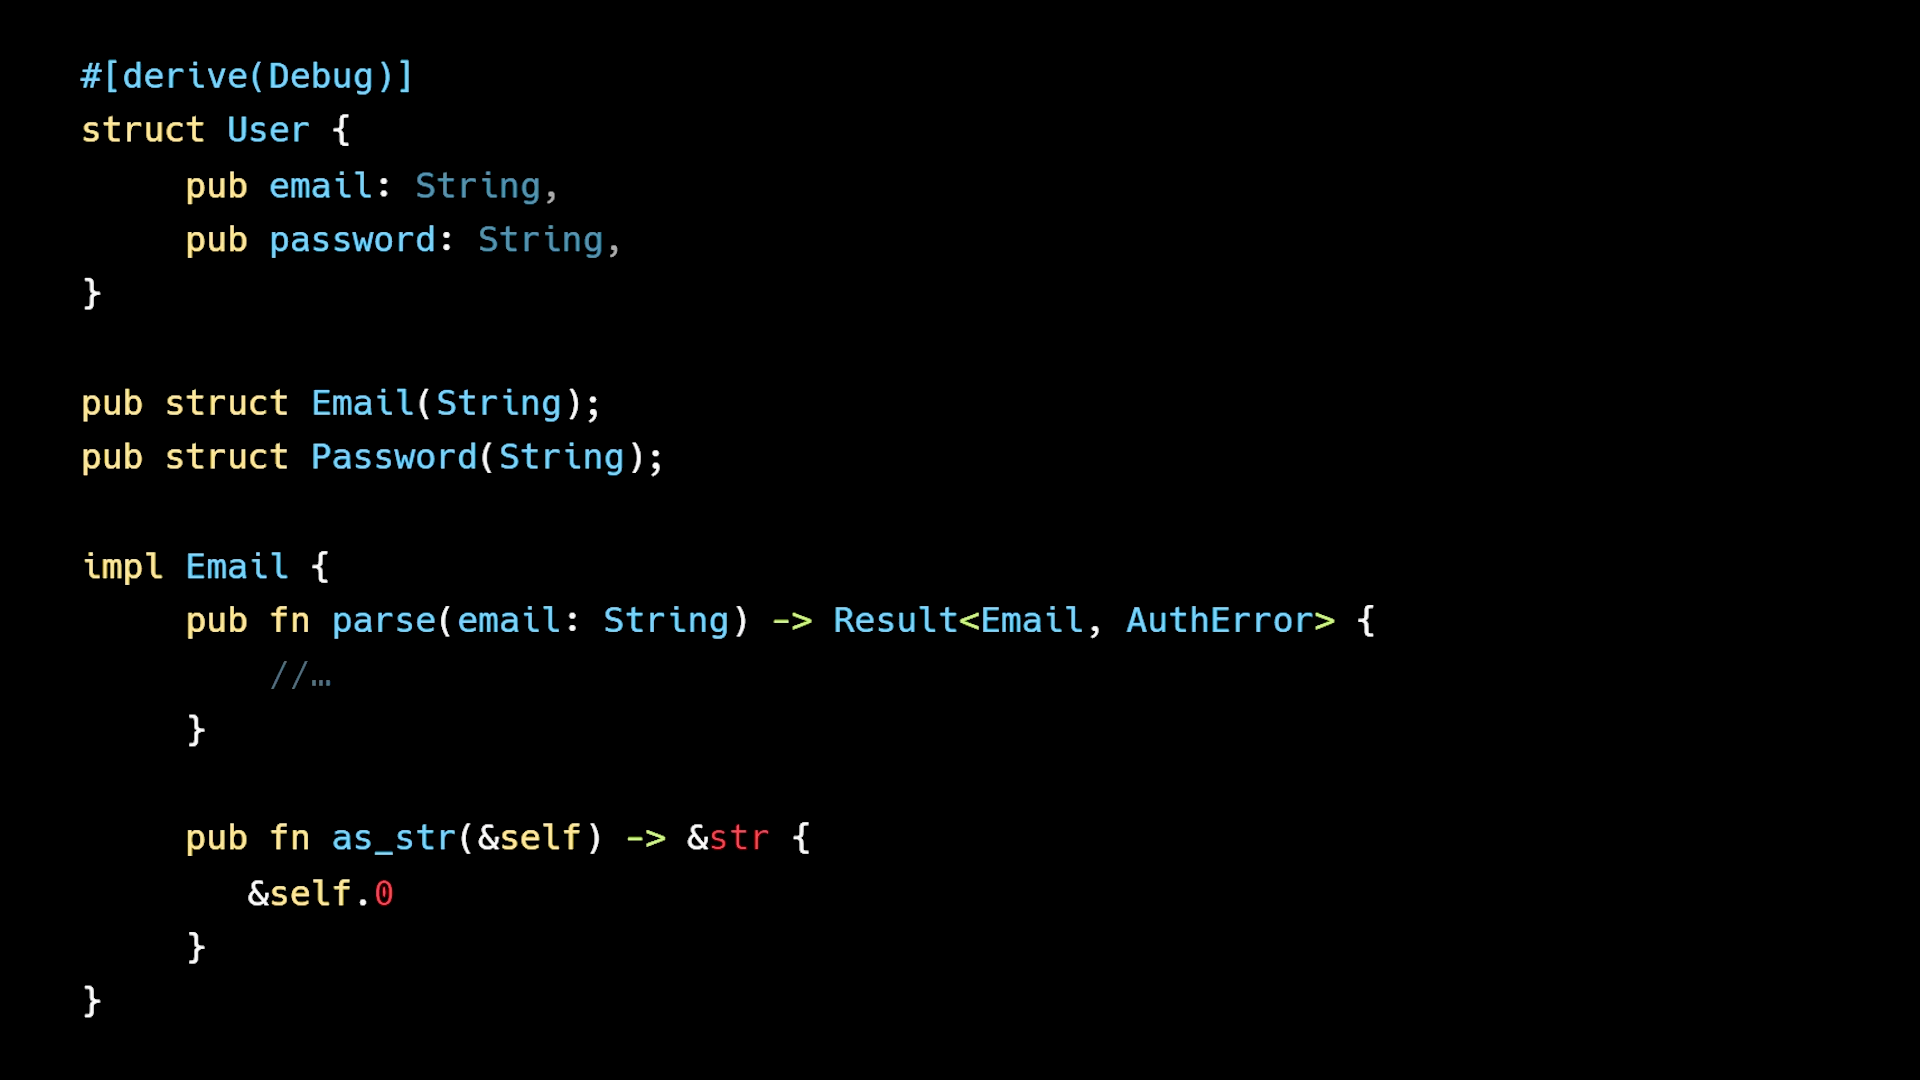 #[derive(Debug)]
struct User {
     pub email: String,
     pub password: String,
}

pub struct Email(String);
pub struct Password(String);

impl Email {
     pub fn parse(email: String) -> Result<Email, AuthError> {
         //…
     }

     pub fn as_str(&self) -> &str {
        &self.0
     }
}